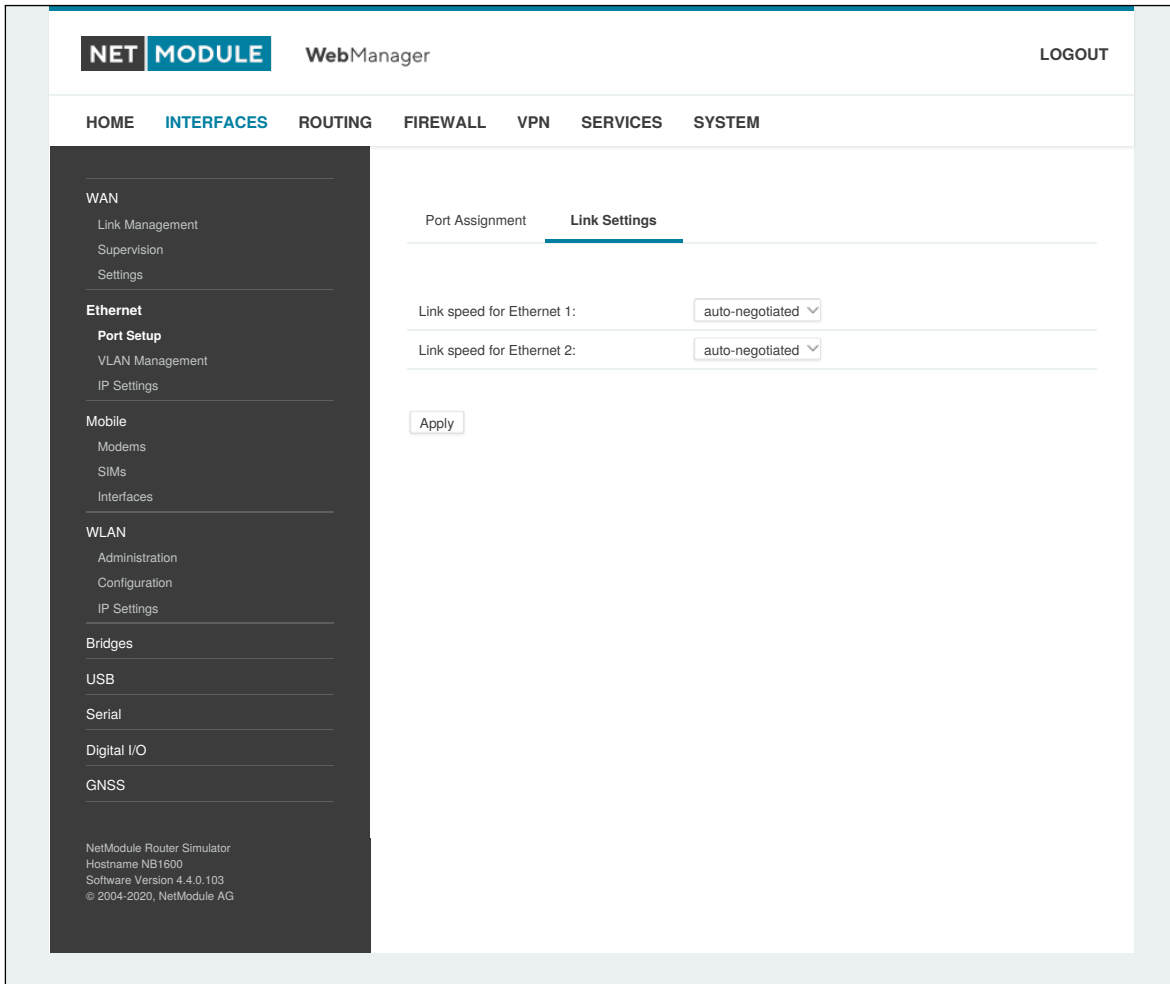 NET MODULE WebManager LOGOUT
HOME INTERFACES ROUTING FIREWALL VPN SERVICES SYSTEM
WAN
Link Management
Supervision
Settings
Ethernet
Port Setup
VLAN Management
IP Settings
Mobile
Modems
SIMs
Interfaces
WLAN
Administration
Configuration
IP Settings
Bridges
USB
Serial
Digital I/O
GNSS
NetModule Router Simulator
Hostname NB1600
Software Version 4.4.0.103
© 2004-2020, NetModule AG
Port Assignment Link Settings
Link speed for Ethernet 1: auto-negotiated
Link speed for Ethernet 2: auto-negotiated
Apply